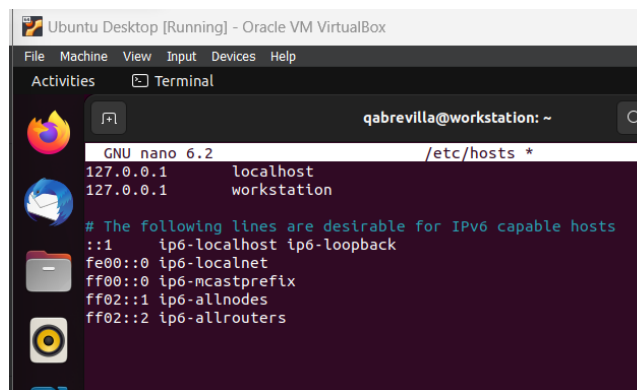 Ubuntu Desktop [Running] - Oracle VM VirtualBox
File Machine View Input Devices Help
Activities Terminal
qabrevilla@workstation: ~
GNU nano 6.2 /etc/hosts *
127.0.0.1 localhost
127.0.0.1 workstation
# The following lines are desirable for IPv6 capable hosts
::1 ip6-localhost ip6-loopback
fe00::0 ip6-localnet
ff00::0 ip6-mcastprefix
ff02::1 ip6-allnodes
ff02::2 ip6-allrouters